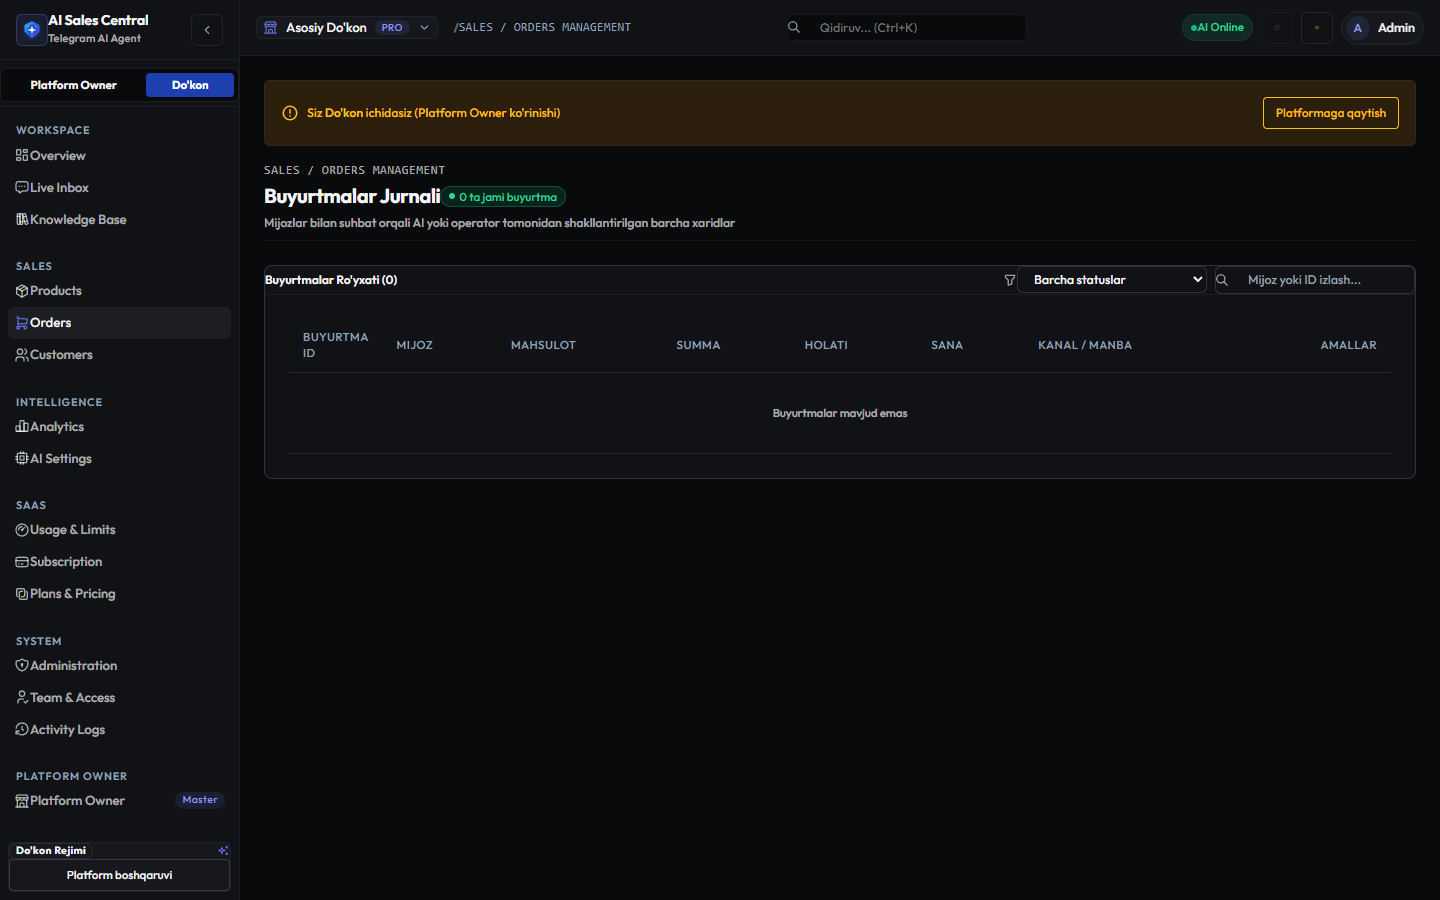 AI Sales Central
Telegram AI Agent
Platform Owner
Do'kon
WORKSPACE
Overview
Live Inbox
Knowledge Base
SALES
Products
Orders
Customers
INTELLIGENCE
Analytics
AI Settings
SAAS
Usage & Limits
Subscription
Plans & Pricing
SYSTEM
Administration
Team & Access
Activity Logs
PLATFORM OWNER
Platform Owner
Master
Do'kon Rejimi
Platform boshqaruvi
Asosiy Do'kon PRO
/SALES / ORDERS MANAGEMENT
Qidiruv... (Ctrl+K)
AI Online
A Admin
Siz Do'kon ichidasiz (Platform Owner ko'rinishi)
Platformaga qaytish
SALES / ORDERS MANAGEMENT
Buyurtmalar Jurnali
0 ta jami buyurtma
Mijozlar bilan suhbat orqali AI yoki operator tomonidan shakllantirilgan barcha xaridlar
Buyurtmalar Ro'yxati (0)
Barcha statuslar
Mijoz yoki ID izlash...
BUYURTMA ID
MIJOZ
MAHSULOT
SUMMA
HOLATI
SANA
KANAL / MANBA
AMALLAR
Buyurtmalar mavjud emas